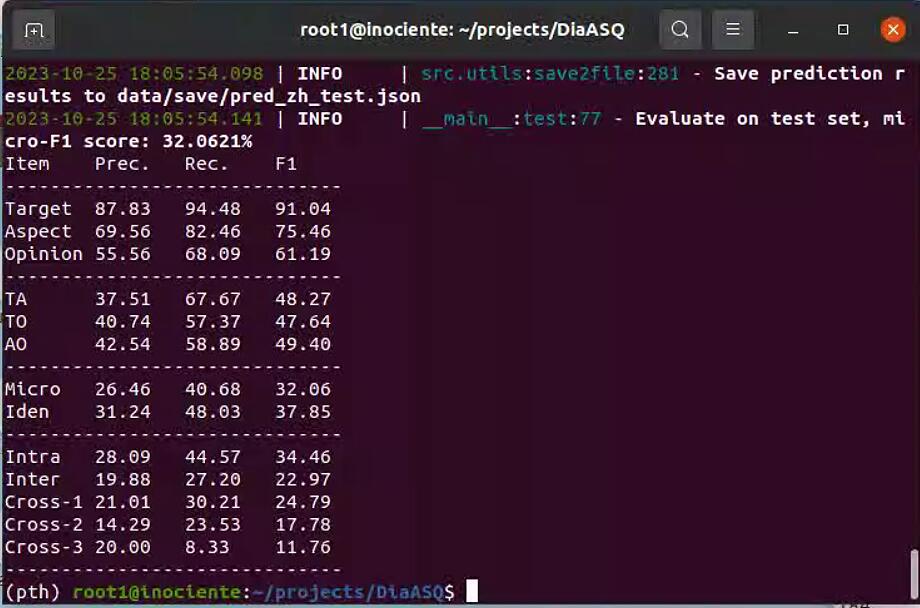 root1@inociente: ~/projects/DiaASQ
2023-10-25 18:05:54.098 | INFO     | src.utils:save2file:281 - Save prediction r
esults to data/save/pred_zh_test.json
2023-10-25 18:05:54.141 | INFO     | __main__:test:77 - Evaluate on test set, mi
cro-F1 score: 32.0621%
Item    Prec.   Rec.    F1
------------------------------
Target  87.83   94.48   91.04
Aspect  69.56   82.46   75.46
Opinion 55.56   68.09   61.19
------------------------------
TA      37.51   67.67   48.27
TO      40.74   57.37   47.64
AO      42.54   58.89   49.40
------------------------------
Micro   26.46   40.68   32.06
Iden    31.24   48.03   37.85
------------------------------
Intra   28.09   44.57   34.46
Inter   19.88   27.20   22.97
Cross-1 21.01   30.21   24.79
Cross-2 14.29   23.53   17.78
Cross-3 20.00   8.33    11.76
------------------------------
(pth) root1@inociente:~/projects/DiaASQ$